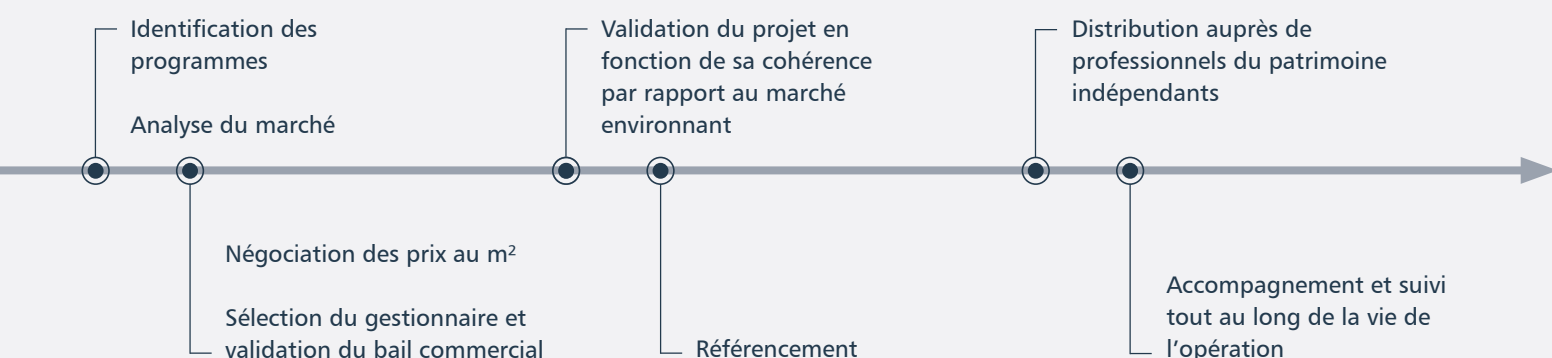 Identification des
programmes
Analyse du marché
Négociation des prix au m²
Sélection du gestionnaire et
validation du bail commercial
Validation du projet en
fonction de sa cohérence
par rapport au marché
environnant
Référencement
Distribution auprès de
professionnels du patrimoine
indépendants
Accompagnement et suivi
tout au long de la vie de
l’opération